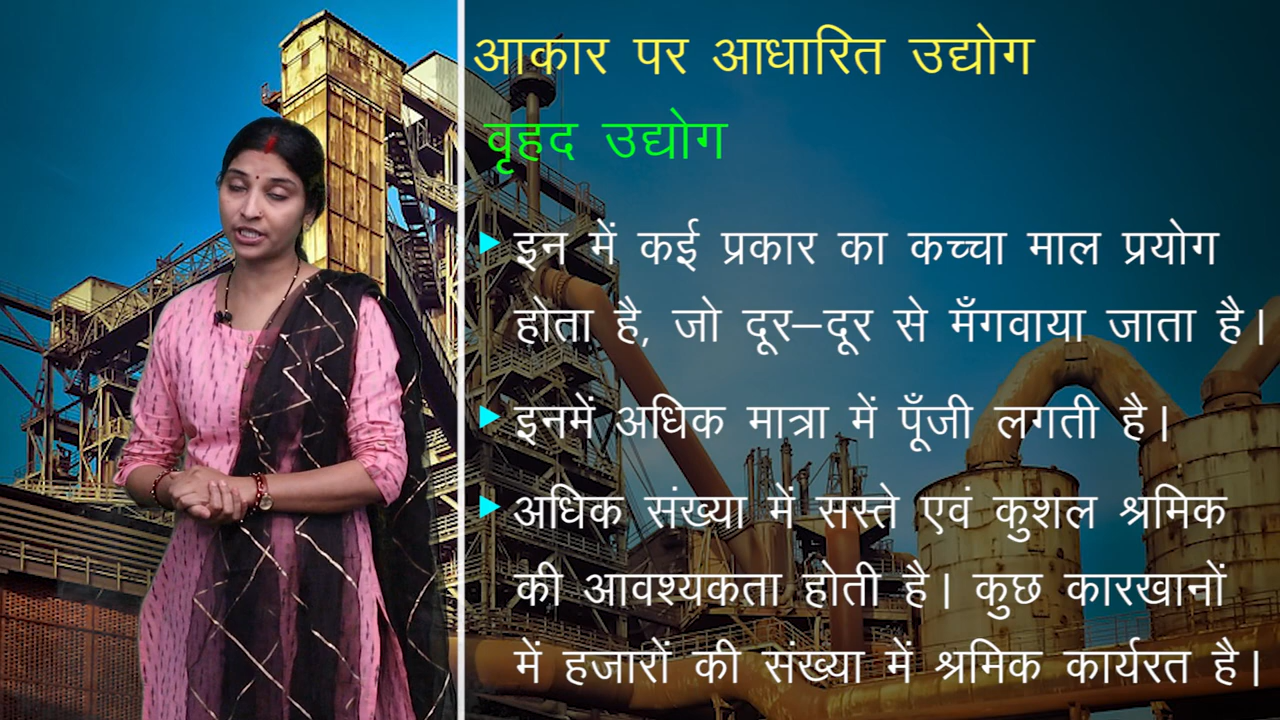 आकार पर आधारित उद्योग
वृहद उद्योग
इन में कई प्रकार का कच्चा माल प्रयोग
होता है, जो दूर–दूर से मँगवाया जाता है।
इनमें अधिक मात्रा में पूँजी लगती है।
अधिक संख्या में सस्ते एवं कुशल श्रमिक
की आवश्यकता होती है। कुछ कारखानों
में हजारों की संख्या में श्रमिक कार्यरत है।